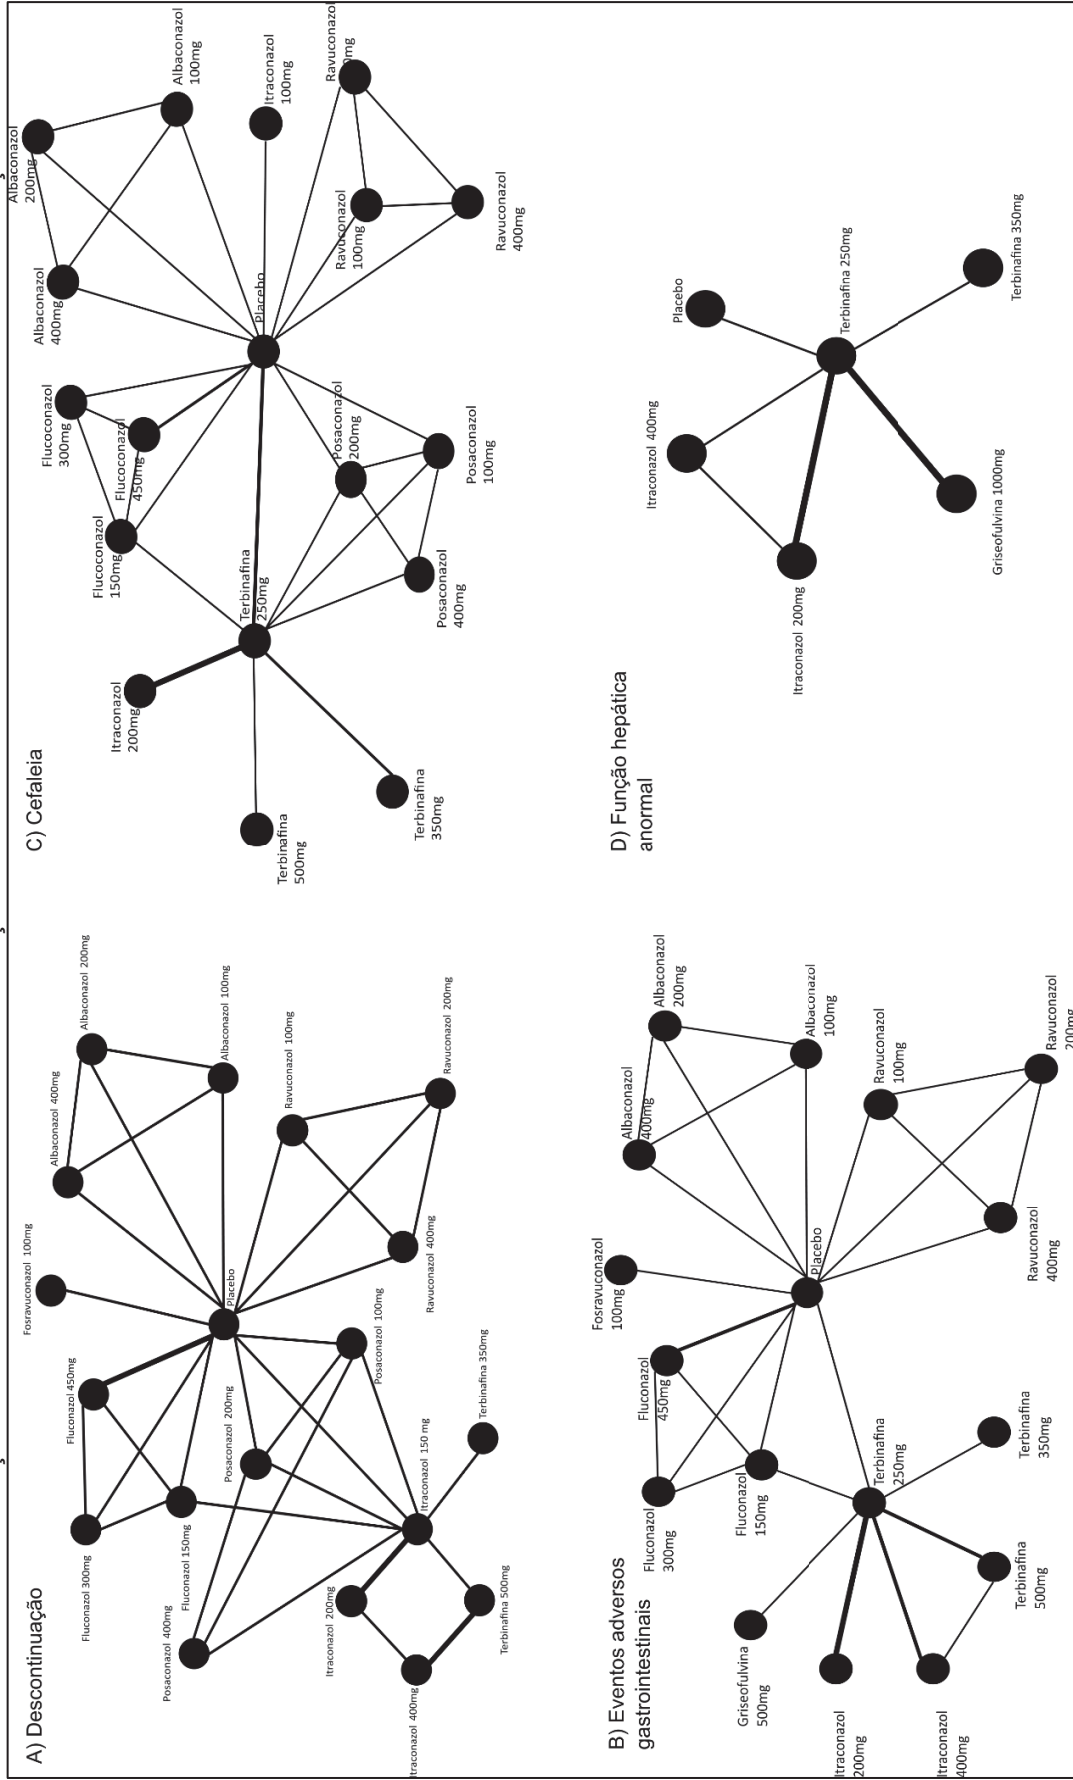 A) Descontinuação
Fosravuconazol 100mg
Albaconazol 400mg
Albaconazol 200mg
Albaconazol 100mg
Fluconazol 450mg
Fluconazol 300mg
Fluconazol 150mg
Placebo
Ravuconazol 100mg
Ravuconazol 200mg
Ravuconazol 400mg
Posaconazol 400mg
Posaconazol 200mg
Posaconazol 100mg
Itraconazol 200mg
Itraconazol 150 mg
Itraconazol 400mg
Terbinafina 500mg
Terbinafina 350mg
C) Cefaleia
Albaconazol
200mg
Albaconazol
400mg
Albaconazol
100mg
Flucoconazol
300mg
Flucoconazol
450mg
Flucoconazol
150mg
Itraconazol
200mg
Terbinafina
250mg
Placebo
Itraconazol
100mg
Ravuconazol
Ravuconazol
100mg
Ravuconazol
400mg
Posaconazol
200mg
Posaconazol
100mg
Posaconazol
400mg
Terbinafina
500mg
Terbinafina
350mg
B) Eventos adversos
gastrointestinais
Fosravuconazol
100mg
Albaconazol
400mg
Albaconazol
200mg
Albaconazol
100mg
Fluconazol
450mg
Fluconazol
300mg
Fluconazol
150mg
Placebo
Ravuconazol
100mg
Ravuconazol
200mg
Ravuconazol
400mg
Griseofulvina
500mg
Terbinafina
250mg
Itraconazol
200mg
Itraconazol
400mg
Terbinafina
500mg
Terbinafina
350mg
D) Função hepática
anormal
Itraconazol 400mg
Placebo
Itraconazol 200mg
Terbinafina 250mg
Griseofulvina 1000mg
Terbinafina 350mg